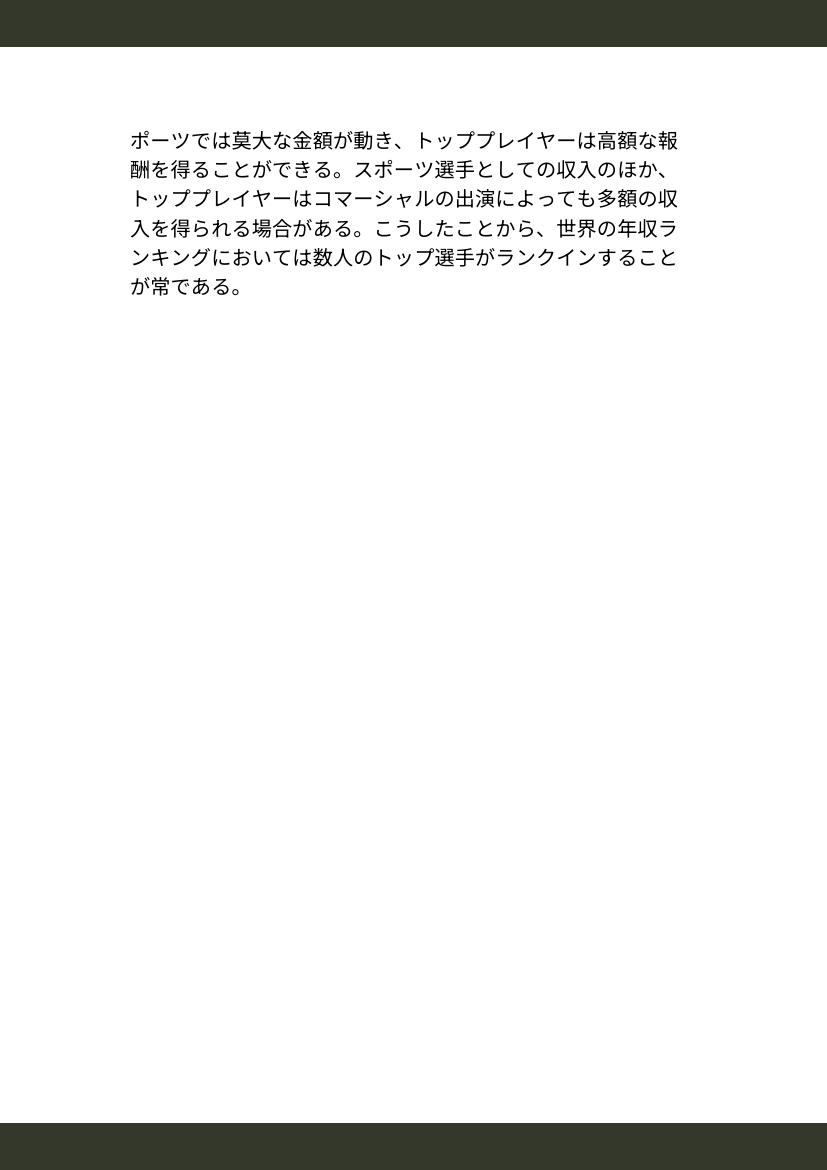 ポーツでは莫大な金額が動き、トッププレイヤーは高額な報
酬を得ることができる。スポーツ選手としての収入のほか、
トッププレイヤーはコマーシャルの出演によっても多額の収
入を得られる場合がある。こうしたことから、世界の年収ラ
ンキングにおいては数人のトップ選手がランクインすること
が常である。